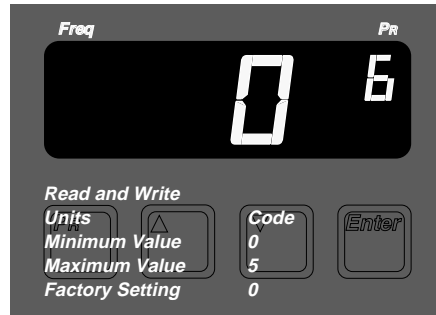 Freq PR
0 6
Read and Write
PR
Units Code
Enter
Minimum Value 0
Maximum Value 5
Factory Setting 0